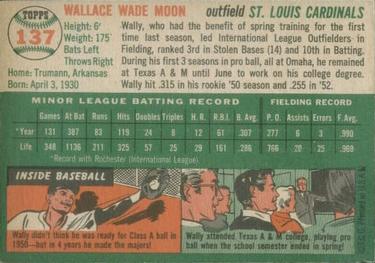 TOPPS
137
WALLACE WADE MOON outfield ST. LOUIS CARDINALS
Height: 6'
Weight: 175
Bats Left
Throws Right
Home: Trumann, Arkansas
Born: April 3, 1930
Wally, who had the benefit of spring training for the first
time last season, led International League Outfielders in
Fielding, ranked 3rd in Stolen Bases (14) and 10th in Batting.
During his first 3 seasons in pro ball, all at Omaha, he remained
at Texas A & M until June to work on his college degree.
Wally hit .315 in his rookie '50 season and .255 in '52.
MINOR LEAGUE BATTING RECORD FIELDING RECORD
Games At Bat Runs Hits Doubles Triples H.R. R.B.I. B. Avg. P.O. Assists Errors F. Avg.
*Year 131 387 83 119 24 8 12 61 .307 277 6 3 .990
Life 348 1136 211 328 65 16 28 147 .288 766 20 25 .969
*Record with Rochester (International League)
INSIDE BASEBALL
Wally didn't think he was ready for Class A ball in
1950—but in 4 years he made the majors.
Wally attended Texas A & M college, playing pro
ball when the school semester ended in spring!